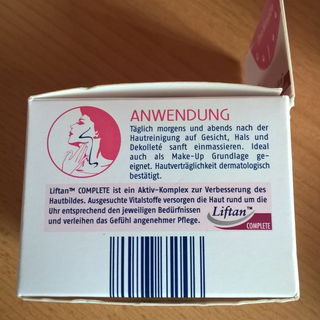 ANWENDUNG
Täglich morgens und abends nach der
Hautreinigung auf Gesicht, Hals und
Dekolleté sanft einmassieren. Ideal
auch als Make-Up Grundlage ge-
eignet. Hautverträglichkeit dermatologisch
bestätigt.
Liftan™ COMPLETE ist ein Aktiv-Komplex zur Verbesserung des
Hautbildes. Ausgesuchte Vitalstoffe versorgen die Haut rund um die
Uhr entsprechend den jeweiligen Bedürfnissen
und verleihen das Gefühl angenehmer Pflege.
Liftan™
COMPLETE